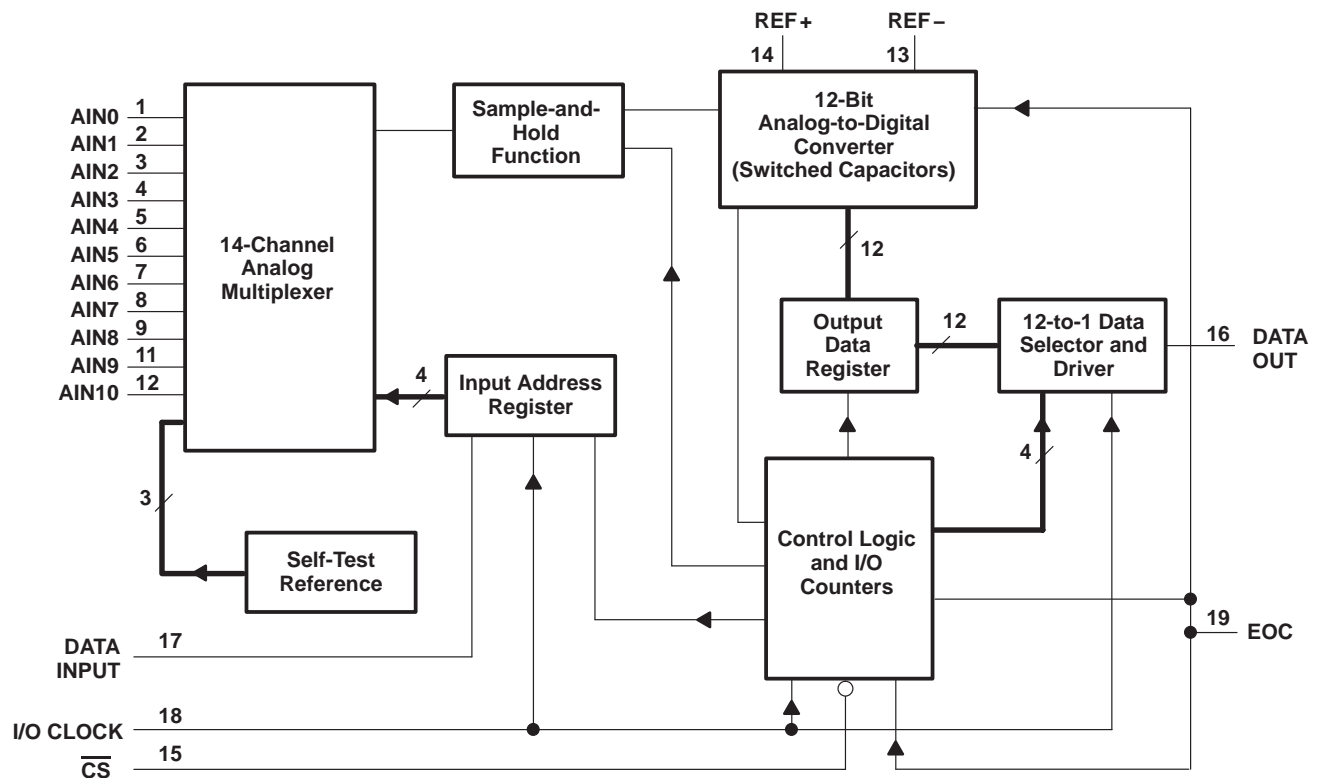 REF+
REF–
14
13
12-Bit
Analog-to-Digital
Converter
(Switched Capacitors)
Sample-and-
Hold
Function
14-Channel
Analog
Multiplexer
AIN0 1
AIN1 2
AIN2 3
AIN3 4
AIN4 5
AIN5 6
AIN6 7
AIN7 8
AIN8 9
AIN9 11
AIN10 12
12
Output
Data
Register
12
12-to-1 Data
Selector and
Driver
16
DATA
OUT
4
Input Address
Register
4
3
Self-Test
Reference
Control Logic
and I/O
Counters
19
EOC
DATA
INPUT
17
I/O CLOCK
18
CS
15